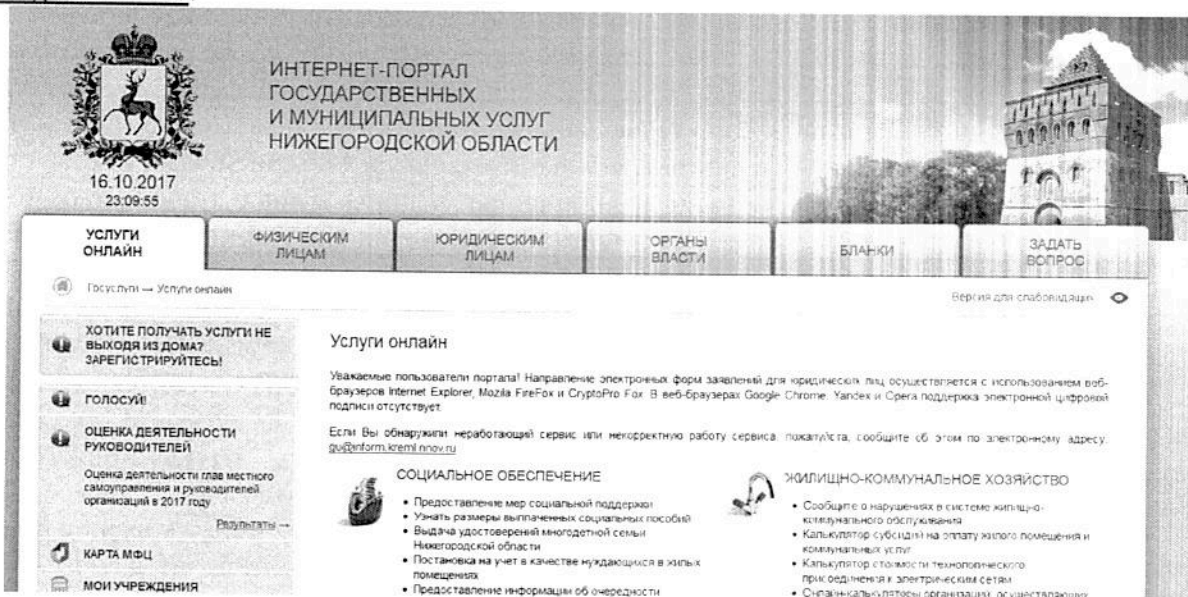 ИНТЕРНЕТ-ПОРТАЛ
ГОСУДАРСТВЕННЫХ
И МУНИЦИПАЛЬНЫХ УСЛУГ
НИЖЕГОРОДСКОЙ ОБЛАСТИ
16.10.2017
23:09:55
УСЛУГИ
ОНЛАЙН
ФИЗИЧЕСКИМ
ЛИЦАМ
ЮРИДИЧЕСКИМ
ЛИЦАМ
ОРГАНЫ
ВЛАСТИ
БЛАНКИ
ЗАДАТЬ
ВОПРОС
Госуслуги → Услуги онлайн
Версия для слабовидящих
ХОТИТЕ ПОЛУЧАТЬ УСЛУГИ НЕ
ВЫХОДЯ ИЗ ДОМА?
ЗАРЕГИСТРИРУЙТЕСЬ!
ГОЛОСУЙ!
ОЦЕНКА ДЕЯТЕЛЬНОСТИ
РУКОВОДИТЕЛЕЙ
Оценка деятельности глав местного
самоуправления и руководителей
организаций в 2017 году
Результаты →
КАРТА МФЦ
МОИ УЧРЕЖДЕНИЯ
Услуги онлайн
Уважаемые пользователи портала! Направление электронных форм заявлений для юридических лиц осуществляется с использованием веб-
браузеров Internet Explorer, Mozila FireFox и CryptoPro Fox. В веб-браузерах Google Chrome, Yandex и Opera поддержка электронной цифровой
подписи отсутствует.
Если Вы обнаружили неработающий сервис или некорректную работу сервиса, пожалуйста, сообщите об этом по электронному адресу:
gu@inform.kreml.nnov.ru
СОЦИАЛЬНОЕ ОБЕСПЕЧЕНИЕ
• Предоставление мер социальной поддержки
• Узнать размеры выплаченных социальных пособий
• Выдача удостоверений многодетной семьи
Нижегородской области
• Постановка на учет в качестве нуждающихся в жилых
помещениях
• Предоставление информации об очередности
ЖИЛИЩНО-КОММУНАЛЬНОЕ ХОЗЯЙСТВО
• Сообщите о нарушениях в системе жилищно-
коммунального обслуживания
• Калькулятор субсидий на оплату жилого помещения и
коммунальных услуг
• Калькулятор стоимости технологического
присоединения к электрическим сетям
• Онлайн-калькуляторы организаций, осуществляющих